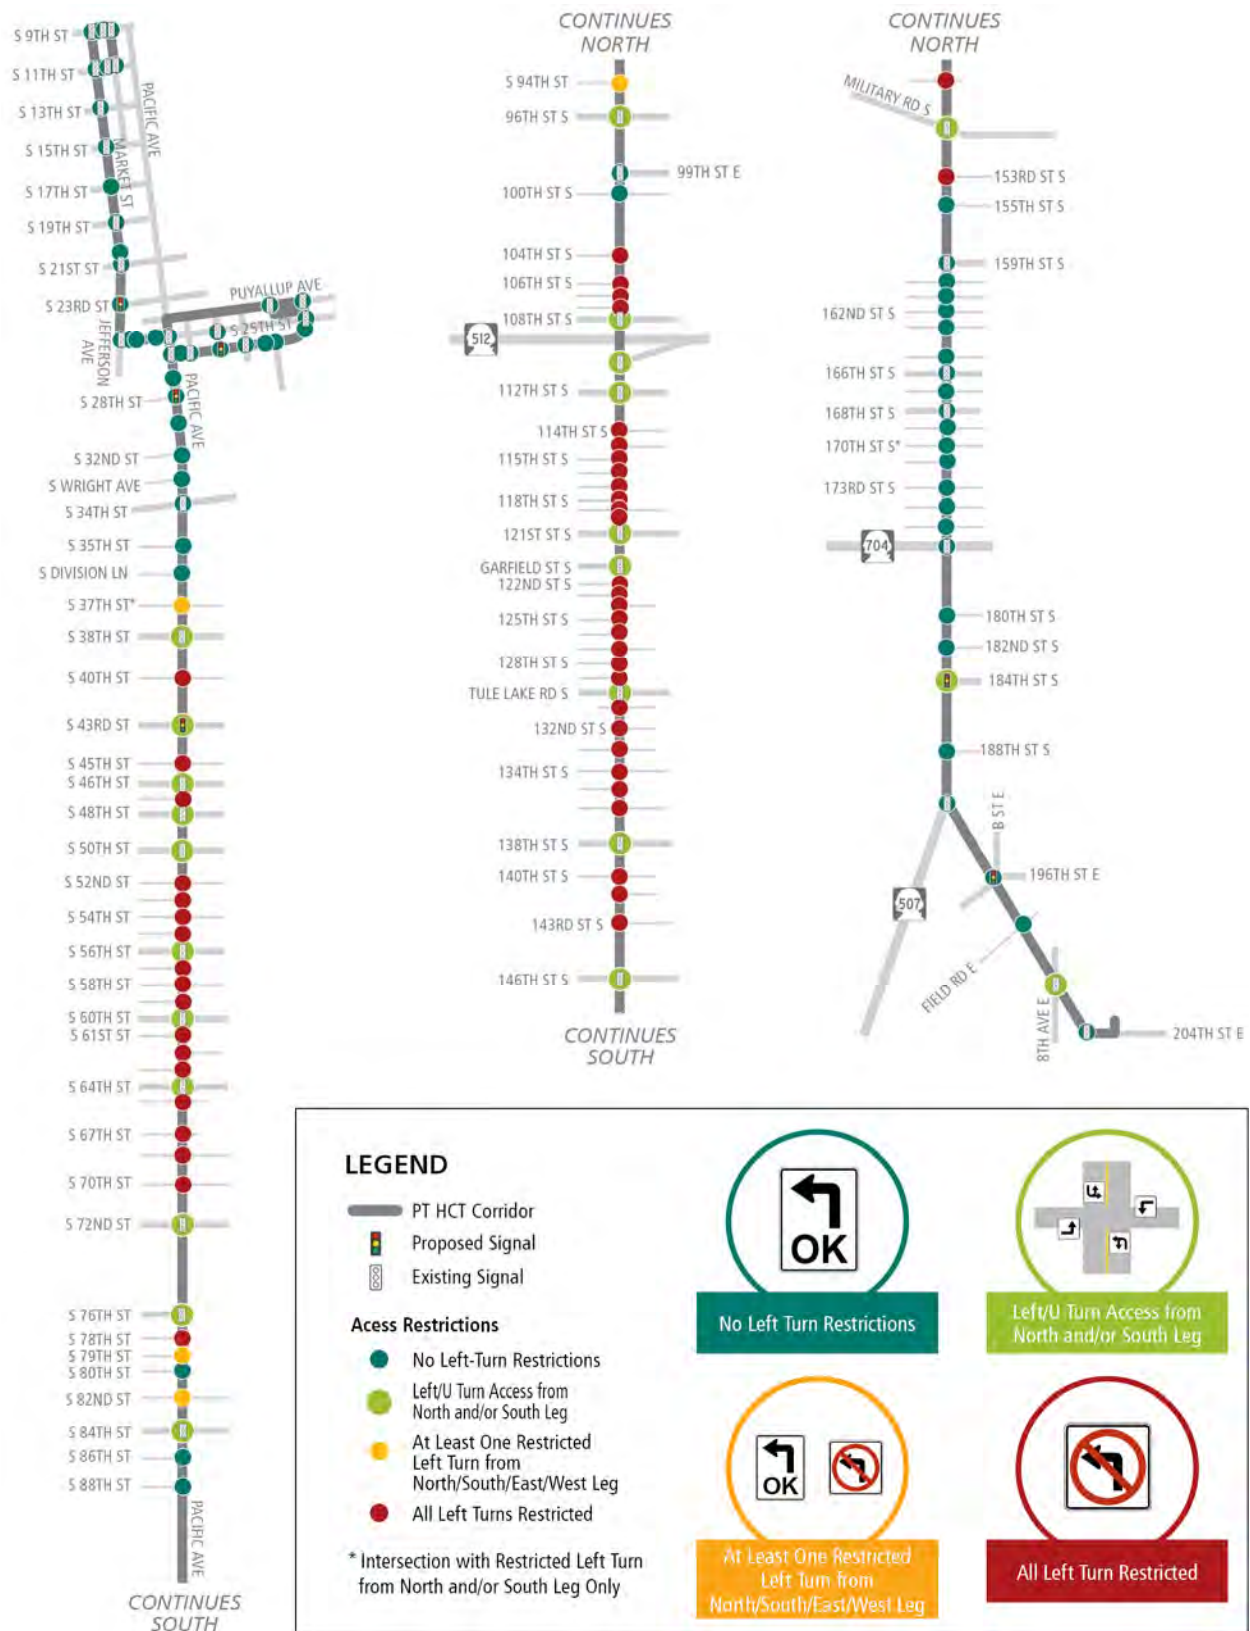 S 9TH ST
S 11TH ST
S 13TH ST
S 15TH ST
S 17TH ST
S 19TH ST
S 21ST ST
S 23RD ST
PACIFIC AVE
MARKET ST
PUYALLUP AVE
S 25TH ST
JEFFERSON
AVE
S 28TH ST
PACIFIC AVE
S 32ND ST
S WRIGHT AVE
S 34TH ST
S 35TH ST
S DIVISION LN
S 37TH ST*
S 38TH ST
S 40TH ST
S 43RD ST
S 45TH ST
S 46TH ST
S 48TH ST
S 50TH ST
S 52ND ST
S 54TH ST
S 56TH ST
S 58TH ST
S 60TH ST
S 61ST ST
S 64TH ST
S 67TH ST
S 70TH ST
S 72ND ST
S 76TH ST
S 78TH ST
S 79TH ST
S 80TH ST
S 82ND ST
S 84TH ST
S 86TH ST
S 88TH ST
PACIFIC AVE
CONTINUES
SOUTH
CONTINUES
NORTH
S 94TH ST
96TH ST S
99TH ST E
100TH ST S
104TH ST S
106TH ST S
108TH ST S
512
112TH ST S
114TH ST S
115TH ST S
118TH ST S
121ST ST S
GARFIELD ST S
122ND ST S
125TH ST S
128TH ST S
TULE LAKE RD S
132ND ST S
134TH ST S
138TH ST S
140TH ST S
143RD ST S
146TH ST S
CONTINUES
SOUTH
CONTINUES
NORTH
MILITARY RD S
153RD ST S
155TH ST S
159TH ST S
162ND ST S
166TH ST S
168TH ST S
170TH ST S*
173RD ST S
704
180TH ST S
182ND ST S
184TH ST S
188TH ST S
B ST E
196TH ST E
507
FIELD RD E
8TH AVE E
204TH ST E
LEGEND
PT HCT Corridor
Proposed Signal
Existing Signal
Acess Restrictions
No Left-Turn Restrictions
Left/U Turn Access from
North and/or South Leg
At Least One Restricted
Left Turn from
North/South/East/West Leg
All Left Turns Restricted
* Intersection with Restricted Left Turn
from North and/or South Leg Only
OK
No Left Turn Restrictions
Left/U Turn Access from
North and/or South Leg
OK
At Least One Restricted
Left Turn from
North/South/East/West Leg
All Left Turn Restricted